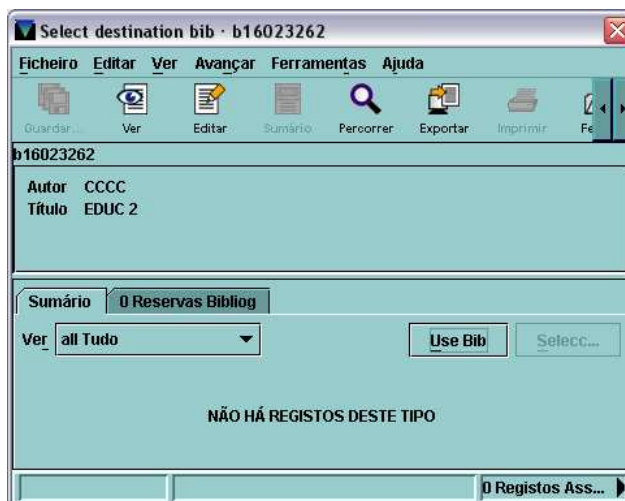 Select destination bib · b16023262
Ficheiro Editar Ver Avançar Ferramentas Ajuda
Guardar... Ver Editar Sumário Percorrer Exportar Imprimir Fe
b16023262
Autor CCCC
Título EDUC 2
Sumário 0 Reservas Bibliog
Ver all Tudo Use Bib Selecc...
NÃO HÁ REGISTOS DESTE TIPO
0 Registos Ass...